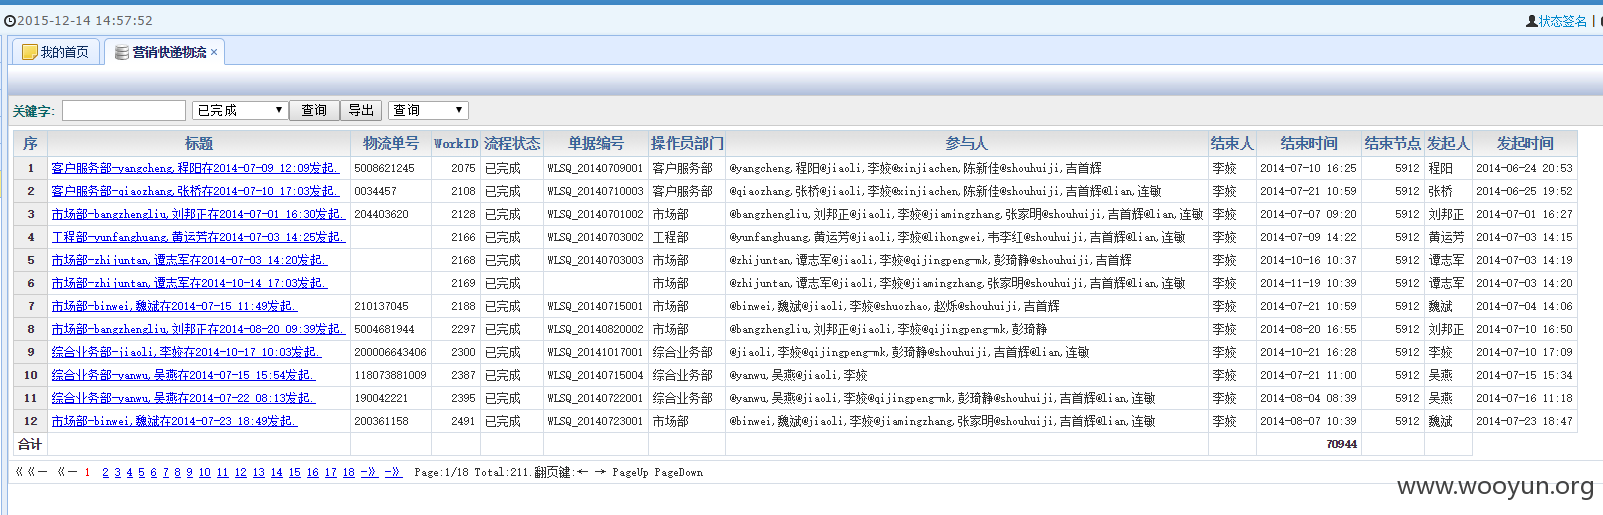 2015-12-14 14:57:52 状态签名 |
我的首页 营销快递物流 ×
关键字: 已完成 查询 导出 查询
序 标题 物流单号 WorkID 流程状态 单据编号 操作员部门 参与人 结束人 结束时间 结束节点 发起人 发起时间
1 客户服务部-yangcheng,程阳在2014-07-09 12:09发起. 5008621245 2075 已完成 WLSQ_20140709001 客户服务部 @yangcheng,程阳@jiaoli,李姣@xinjiachen,陈新佳@shouhuiji,吉首辉 李姣 2014-07-10 16:25 5912 程阳 2014-06-24 20:53
2 客户服务部-qiaozhang,张桥在2014-07-10 17:03发起. 0034457 2108 已完成 WLSQ_20140710003 客户服务部 @qiaozhang,张桥@jiaoli,李姣@xinjiachen,陈新佳@shouhuiji,吉首辉@lian,连敏 李姣 2014-07-21 10:59 5912 张桥 2014-06-25 19:52
3 市场部-bangzhengliu,刘邦正在2014-07-01 16:30发起. 204403620 2128 已完成 WLSQ_20140701002 市场部 @bangzhengliu,刘邦正@jiaoli,李姣@jiamingzhang,张家明@shouhuiji,吉首辉@lian,连敏 李姣 2014-07-07 09:20 5912 刘邦正 2014-07-01 16:27
4 工程部-yunfanghuang,黄运芳在2014-07-03 14:25发起. 2166 已完成 WLSQ_20140703002 工程部 @yunfanghuang,黄运芳@jiaoli,李姣@lihongwei,韦李红@shouhuiji,吉首辉@lian,连敏 李姣 2014-07-09 14:22 5912 黄运芳 2014-07-03 14:15
5 市场部-zhijuntan,谭志军在2014-07-03 14:20发起. 2168 已完成 WLSQ_20140703003 市场部 @zhijuntan,谭志军@jiaoli,李姣@qijingpeng-mk,彭琦静@shouhuiji,吉首辉 李姣 2014-10-16 10:37 5912 谭志军 2014-07-03 14:19
6 市场部-zhijuntan,谭志军在2014-10-14 17:03发起. 2169 已完成 市场部 @zhijuntan,谭志军@jiaoli,李姣@jiamingzhang,张家明@shouhuiji,吉首辉@lian,连敏 李姣 2014-11-19 10:39 5912 谭志军 2014-07-03 14:20
7 市场部-binwei,魏斌在2014-07-15 11:49发起. 210137045 2188 已完成 WLSQ_20140715001 市场部 @binwei,魏斌@jiaoli,李姣@shuozhao,赵烁@shouhuiji,吉首辉 李姣 2014-07-21 10:59 5912 魏斌 2014-07-04 14:06
8 市场部-bangzhengliu,刘邦正在2014-08-20 09:39发起. 5004681944 2297 已完成 WLSQ_20140820002 市场部 @bangzhengliu,刘邦正@jiaoli,李姣@qijingpeng-mk,彭琦静 李姣 2014-08-20 16:55 5912 刘邦正 2014-07-10 16:50
9 综合业务部-jiaoli,李姣在2014-10-17 10:03发起. 200006643406 2300 已完成 WLSQ_20141017001 综合业务部 @jiaoli,李姣@qijingpeng-mk,彭琦静@shouhuiji,吉首辉@lian,连敏 李姣 2014-10-21 16:28 5912 李姣 2014-07-10 17:09
10 综合业务部-yanwu,吴燕在2014-07-15 15:54发起. 118073881009 2387 已完成 WLSQ_20140715004 综合业务部 @yanwu,吴燕@jiaoli,李姣 李姣 2014-07-21 11:00 5912 吴燕 2014-07-15 15:34
11 综合业务部-yanwu,吴燕在2014-07-22 08:13发起. 190042221 2395 已完成 WLSQ_20140722001 综合业务部 @yanwu,吴燕@jiaoli,李姣@qijingpeng-mk,彭琦静@shouhuiji,吉首辉@lian,连敏 李姣 2014-08-04 08:39 5912 吴燕 2014-07-16 11:18
12 市场部-binwei,魏斌在2014-07-23 18:49发起. 200361158 2491 已完成 WLSQ_20140723001 市场部 @binwei,魏斌@jiaoli,李姣@jiamingzhang,张家明@shouhuiji,吉首辉@lian,连敏 李姣 2014-08-07 10:39 5912 魏斌 2014-07-23 18:47
合计 70944
《《— 《— 1 2 3 4 5 6 7 8 9 10 11 12 13 14 15 16 17 18 —》 —》 Page:1/18 Total:211.翻页键:← → PageUp PageDown
www.wooyun.org